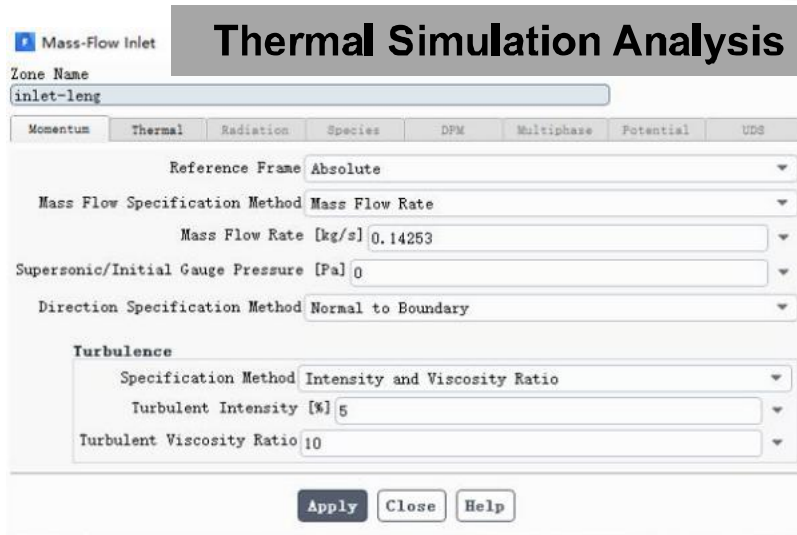 Thermal Simulation Analysis
Mass-Flow Inlet
Zone Name
inlet-leng
Momentum Thermal Radiation Species DPM Multiphase Potential UDS
Reference Frame Absolute
Mass Flow Specification Method Mass Flow Rate
Mass Flow Rate [kg/s] 0.14253
Supersonic/Initial Gauge Pressure [Pa] 0
Direction Specification Method Normal to Boundary
Turbulence
Specification Method Intensity and Viscosity Ratio
Turbulent Intensity [%] 5
Turbulent Viscosity Ratio 10
Apply Close Help